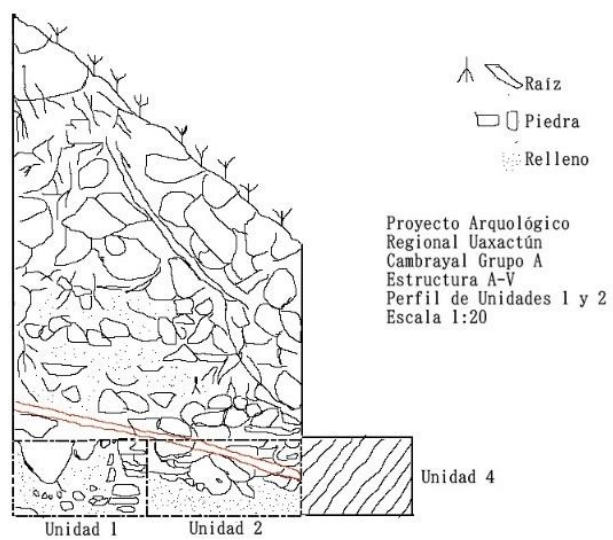 Raíz
Piedra
Relleno
Proyecto Arquológico
Regional Uaxactún
Cambrayal Grupo A
Estructura A-V
Perfil de Unidades 1 y 2
Escala 1:20
Unidad 4
Unidad 1
Unidad 2